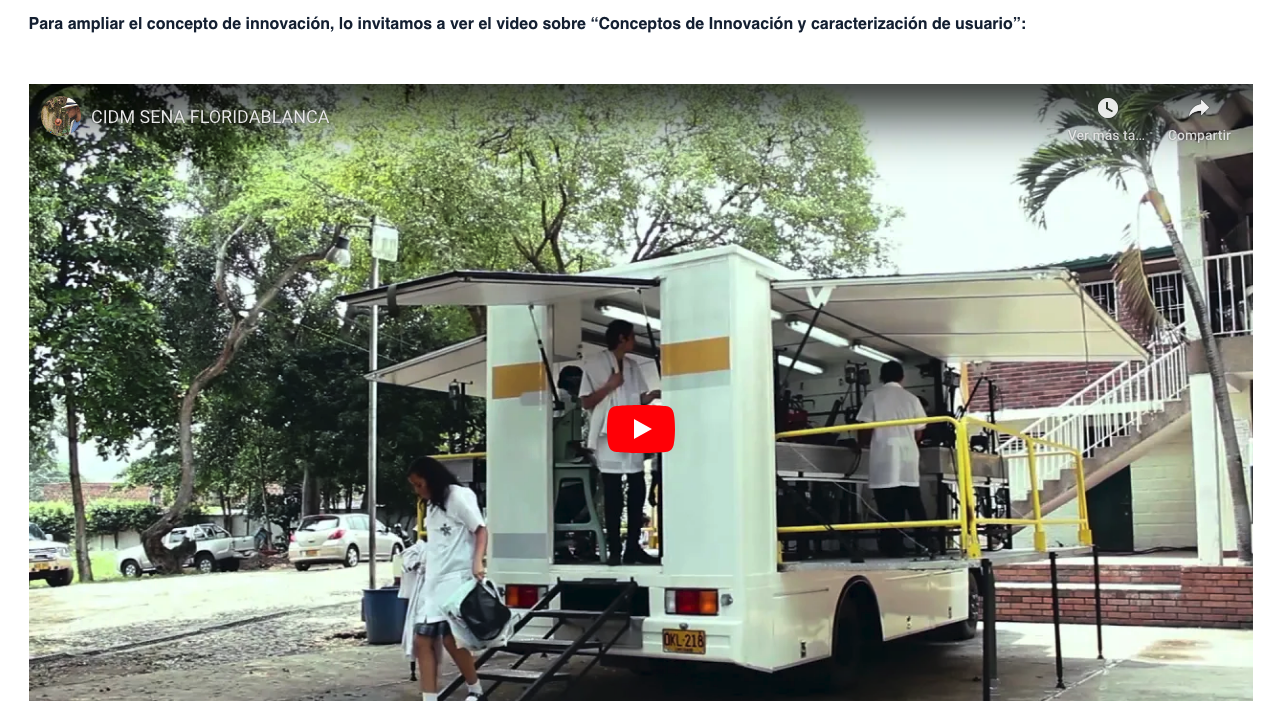 Para ampliar el concepto de innovación, lo invitamos a ver el video sobre “Conceptos de Innovación y caracterización de usuario”:
CIDM SENA FLORIDABLANCA
Ver más ta...
Compartir
OKL-218